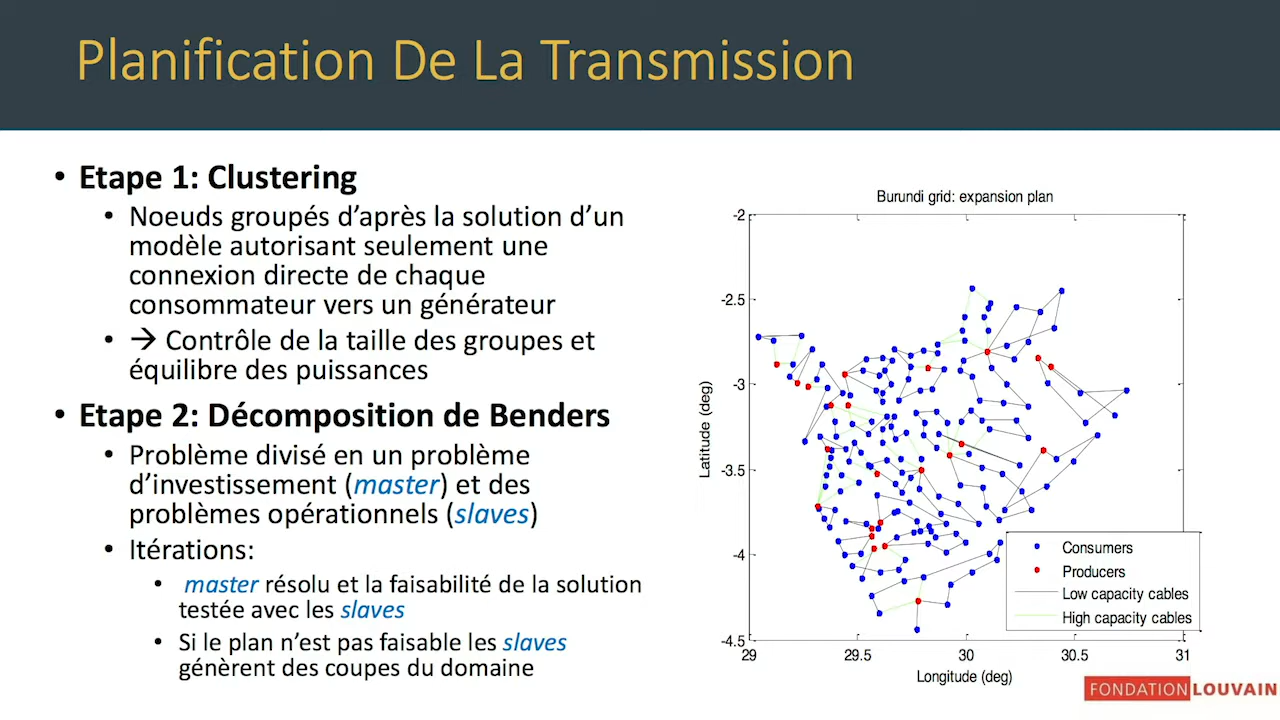 Planification De La Transmission
• Etape 1: Clustering
• Noeuds groupés d’après la solution d’un
modèle autorisant seulement une
connexion directe de chaque
consommateur vers un générateur
• → Contrôle de la taille des groupes et
équilibre des puissances
• Etape 2: Décomposition de Benders
• Problème divisé en un problème
d’investissement (master) et des
problèmes opérationnels (slaves)
• Itérations:
• master résolu et la faisabilité de la solution
testée avec les slaves
• Si le plan n’est pas faisable les slaves
génèrent des coupes du domaine
Burundi grid: expansion plan
-2
-2.5
-3
-3.5
-4
-4.5
Latitude (deg)
29
29.5
30
30.5
31
Longitude (deg)
Consumers
Producers
Low capacity cables
High capacity cables
FONDATION LOUVAIN